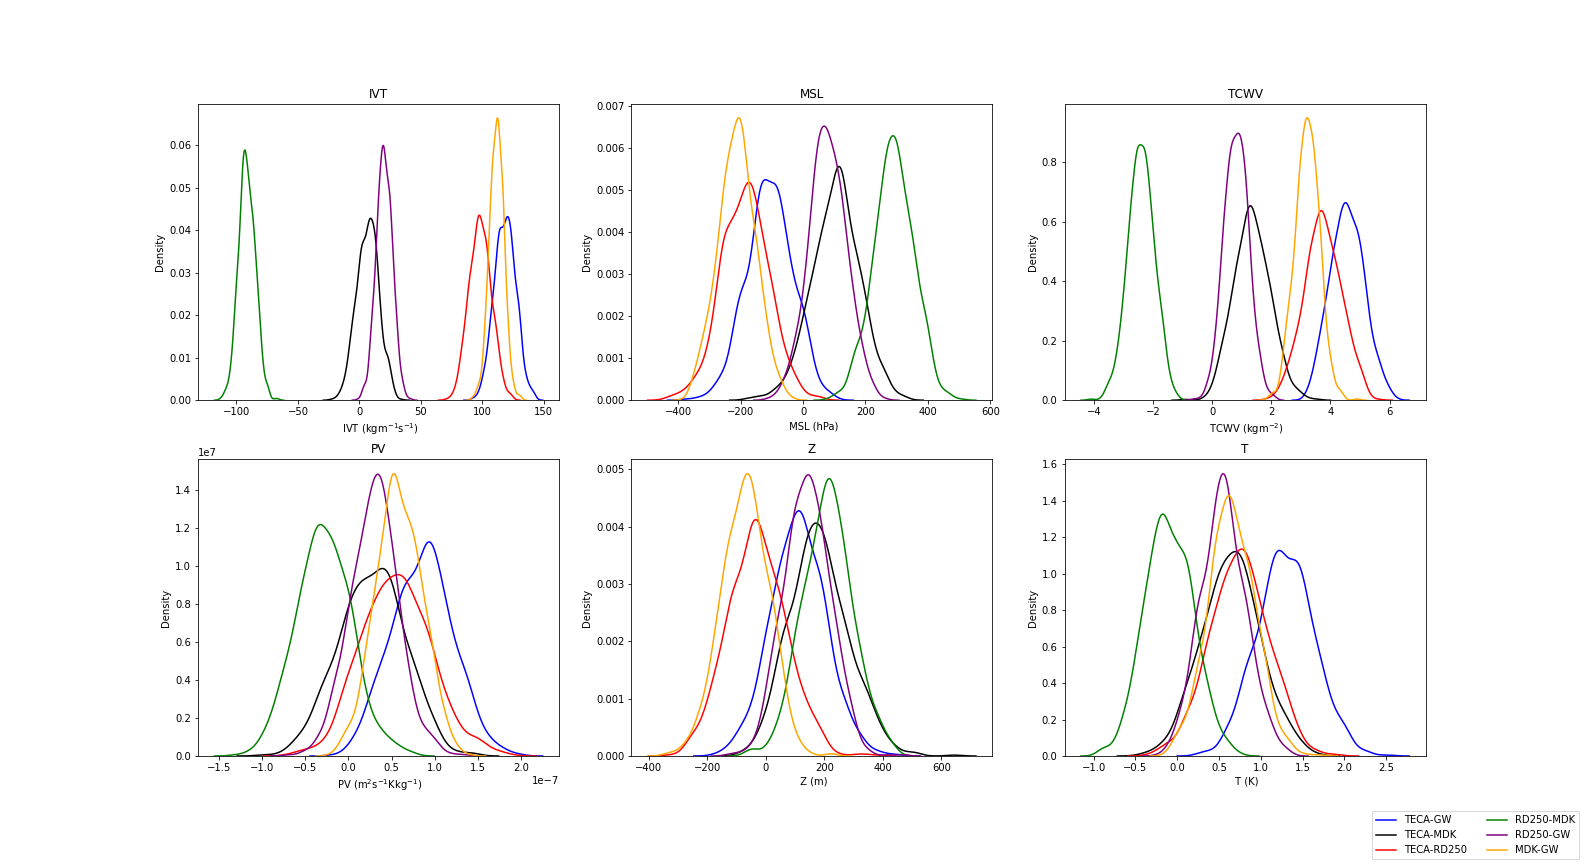 IVT
Density
0.06
0.05
0.04
0.03
0.02
0.01
0.00
−100 −50 0 50 100 150
IVT (kgm⁻¹s⁻¹)
MSL
Density
0.007
0.006
0.005
0.004
0.003
0.002
0.001
0.000
−400 −200 0 200 400 600
MSL (hPa)
TCWV
Density
0.8
0.6
0.4
0.2
0.0
−4 −2 0 2 4 6
TCWV (kgm⁻²)
PV
1e7
Density
1.4
1.2
1.0
0.8
0.6
0.4
0.2
0.0
−1.5 −1.0 −0.5 0.0 0.5 1.0 1.5 2.0
1e−7
PV (m²s⁻¹Kkg⁻¹)
Z
Density
0.005
0.004
0.003
0.002
0.001
0.000
−400 −200 0 200 400 600
Z (m)
T
Density
1.6
1.4
1.2
1.0
0.8
0.6
0.4
0.2
0.0
−1.0 −0.5 0.0 0.5 1.0 1.5 2.0 2.5
T (K)
TECA-GW RD250-MDK
TECA-MDK RD250-GW
TECA-RD250 MDK-GW